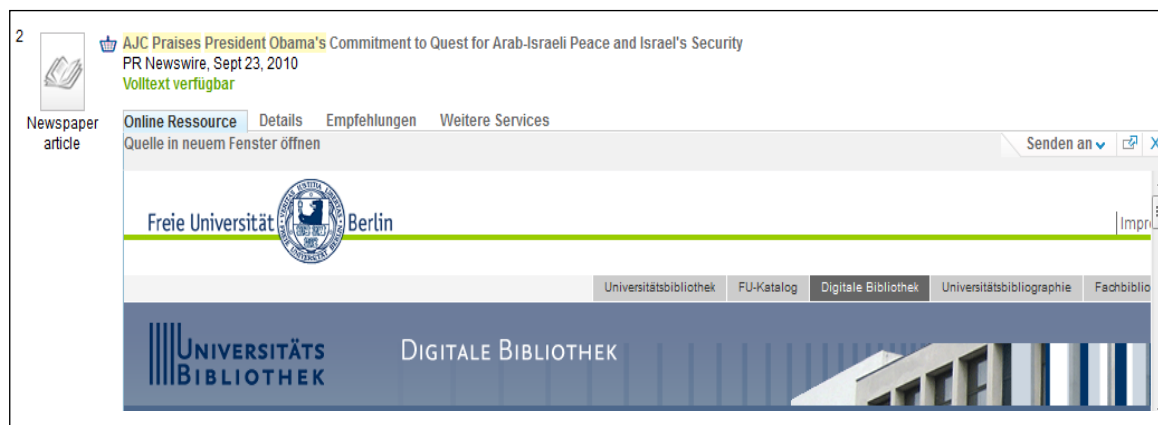 2
AJC Praises President Obama's Commitment to Quest for Arab-Israeli Peace and Israel's Security
PR Newswire, Sept 23, 2010
Volltext verfügbar
Newspaper
article
Online Ressource Details Empfehlungen Weitere Services
Quelle in neuem Fenster öffnen Senden an X
Freie Universität Berlin
Impre
Universitätsbibliothek FU-Katalog Digitale Bibliothek Universitätsbibliographie Fachbiblio
UNIVERSITÄTS
BIBLIOTHEK
DIGITALE BIBLIOTHEK